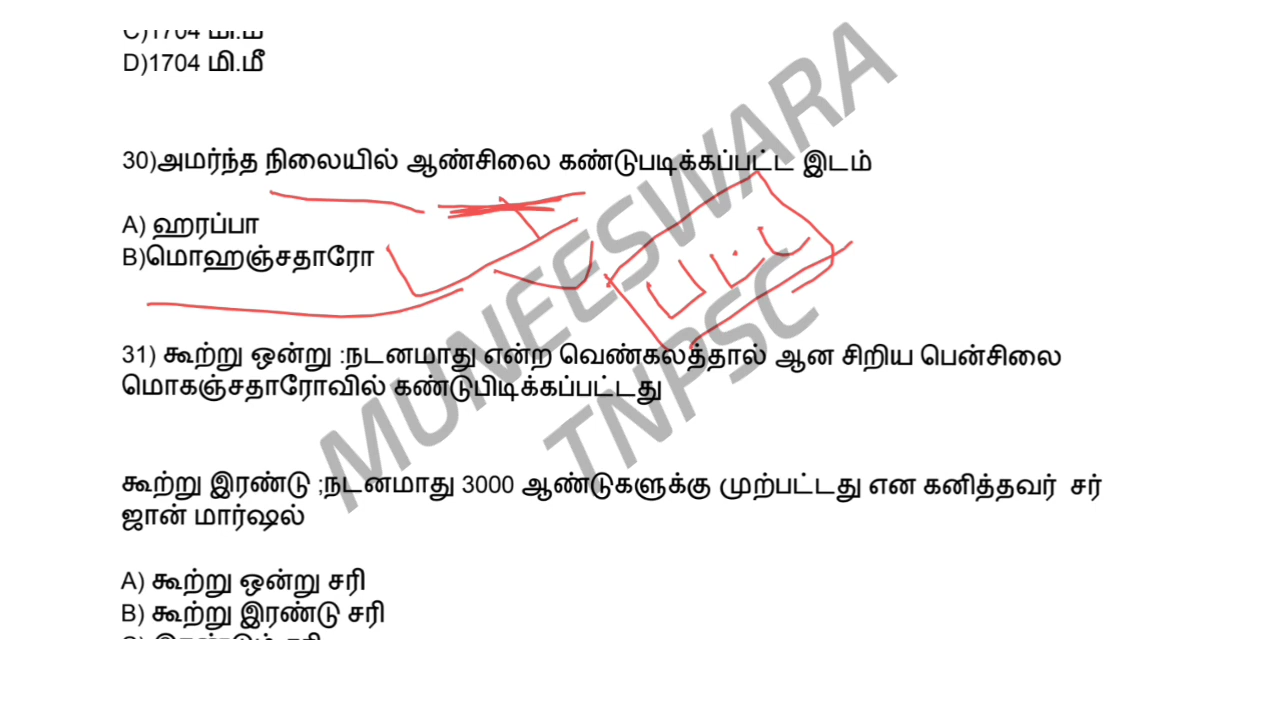 D)1704 மி.மீ
30)அமர்ந்த நிலையில் ஆண்சிலை கண்டுபடிக்கப்பட்ட இடம்
A) ஹரப்பா
B)மொஹஞ்சதாரோ
31) கூற்று ஒன்று :நடனமாது என்ற வெண்கலத்தால் ஆன சிறிய பென்சிலை
மொகஞ்சதாரோவில் கண்டுபிடிக்கப்பட்டது
கூற்று இரண்டு ;நடனமாது 3000 ஆண்டுகளுக்கு முற்பட்டது என கனித்தவர் சர்
ஜான் மார்ஷல்
A) கூற்று ஒன்று சரி
B) கூற்று இரண்டு சரி
MUNEESWARA
TNPSC